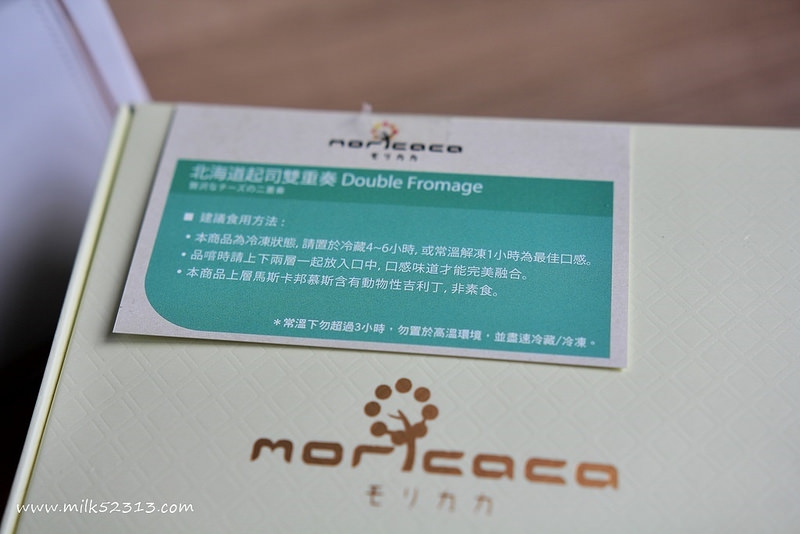 moricaca
モリカカ
北海道起司雙重奏 Double Fromage
贅沢なチーズの二重奏
■ 建議食用方法：
• 本商品為冷凍狀態, 請置於冷藏4~6小時, 或常溫解凍1小時為最佳口感。
• 品嚐時請上下兩層一起放入口中, 口感味道才能完美融合。
• 本商品上層馬斯卡邦慕斯含有動物性吉利丁, 非素食。
＊常溫下勿超過3小時，勿置於高溫環境，並盡速冷藏/冷凍。
moricaca
モリカカ
www.milk52313.com